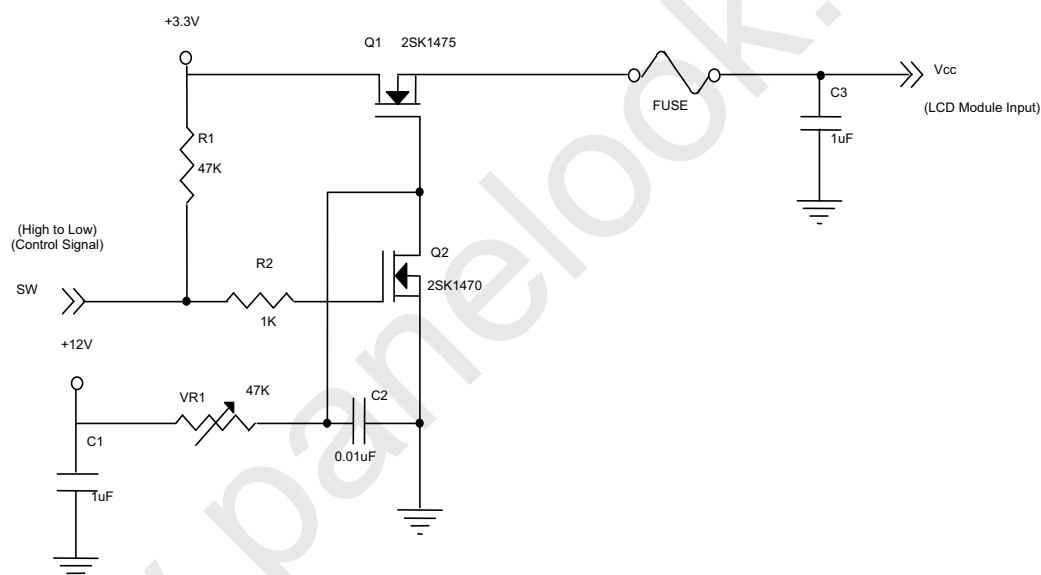 +3.3V
Q1 2SK1475
Vcc
FUSE
C3
(LCD Module Input)
R1
1uF
47K
(High to Low)
(Control Signal)
Q2
R2
SW
2SK1470
1K
+12V
VR1
47K
C2
C1
0.01uF
1uF
panelook.